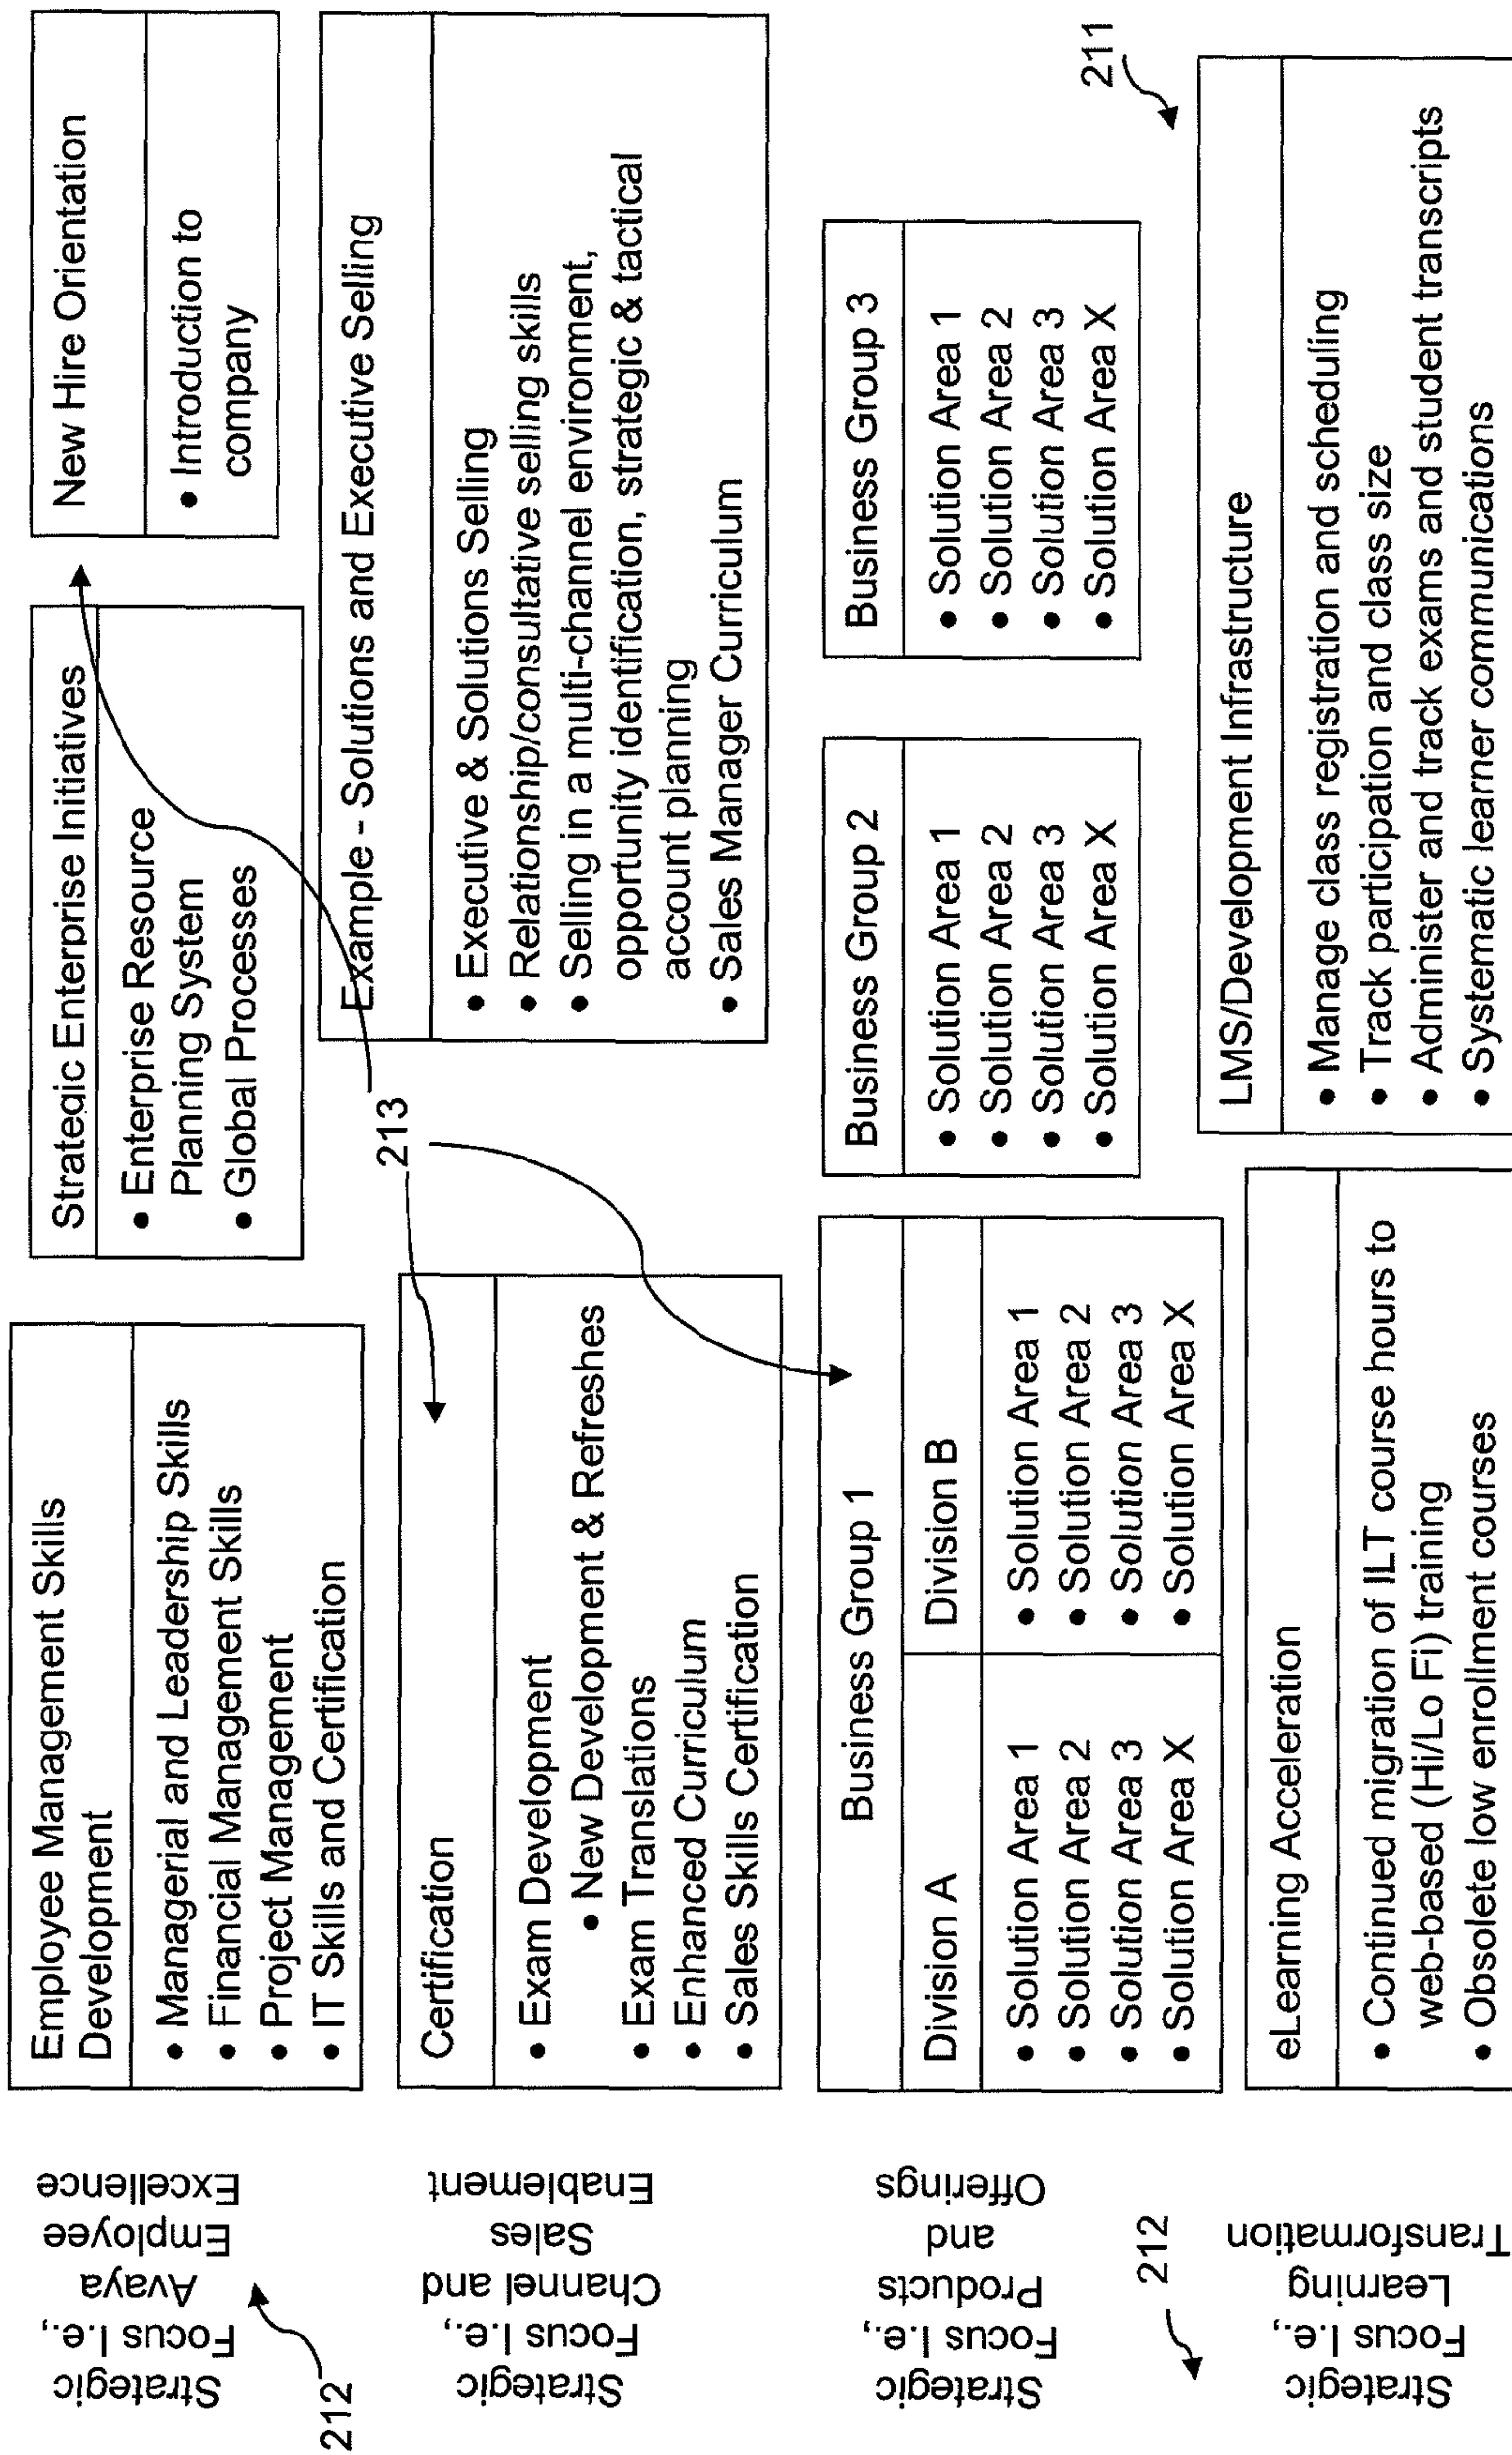 Strategic
Focus I.e.,
Avaya
Employee
Excellence
212
Employee Management Skills
Development
• Managerial and Leadership Skills
• Financial Management Skills
• Project Management
• IT Skills and Certification
Strategic Enterprise Initiatives
• Enterprise Resource
Planning System
• Global Processes
New Hire Orientation
• Introduction to
company
213
Strategic
Focus I.e.,
Channel and
Sales
Enablement
Certification
• Exam Development
• New Development & Refreshes
• Exam Translations
• Enhanced Curriculum
• Sales Skills Certification
Example - Solutions and Executive Selling
• Executive & Solutions Selling
• Relationship/consultative selling skills
• Selling in a multi-channel environment,
opportunity identification, strategic & tactical
account planning
• Sales Manager Curriculum
Strategic
Focus I.e.,
Products
and
Offerings
Business Group 1
Division A
• Solution Area 1
• Solution Area 2
• Solution Area 3
• Solution Area X
Division B
• Solution Area 1
• Solution Area 2
• Solution Area 3
• Solution Area X
Business Group 2
• Solution Area 1
• Solution Area 2
• Solution Area 3
• Solution Area X
Business Group 3
• Solution Area 1
• Solution Area 2
• Solution Area 3
• Solution Area X
212
Strategic
Focus I.e.,
Learning
Transformation
eLearning Acceleration
• Continued migration of ILT course hours to
web-based (Hi/Lo Fi) training
• Obsolete low enrollment courses
211
LMS/Development Infrastructure
• Manage class registration and scheduling
• Track participation and class size
• Administer and track exams and student transcripts
• Systematic learner communications